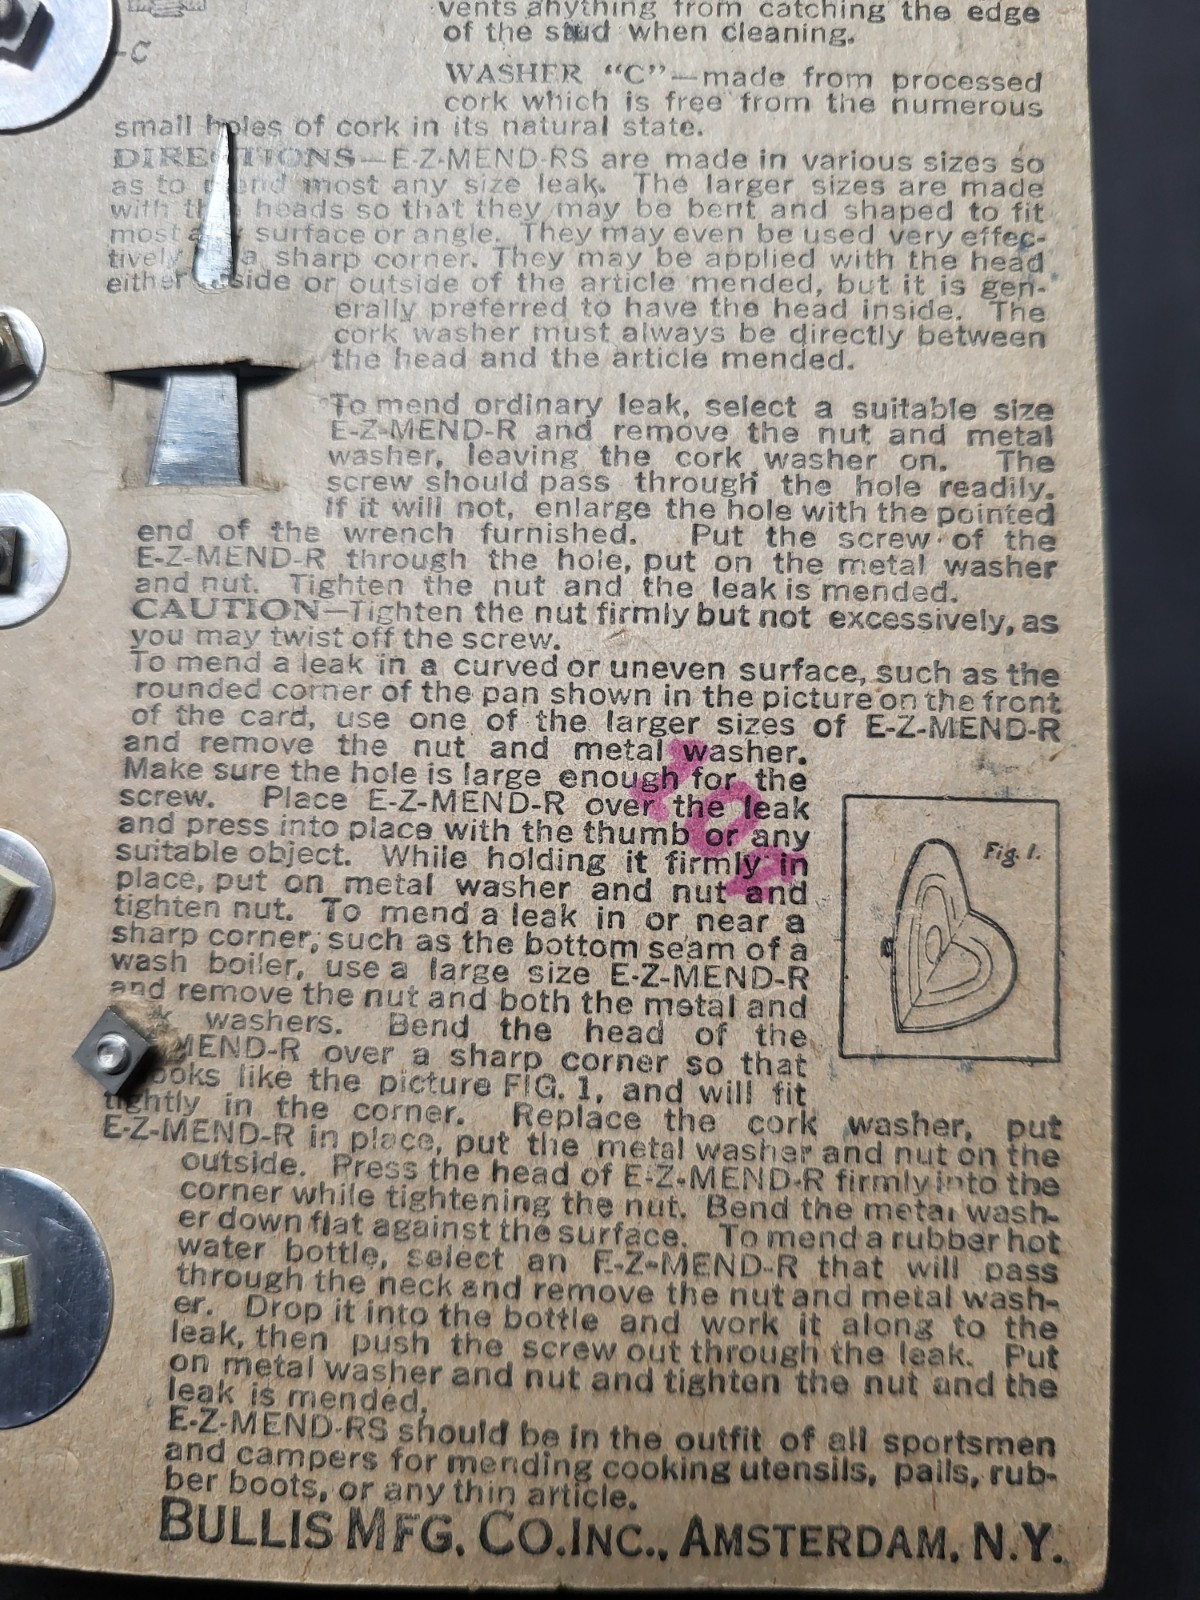 vents anything from catching the edge
of the stud when cleaning.
-C
WASHER "C"—made from processed
cork which is free from the numerous
small holes of cork in its natural state.
DIRECTIONS—E-Z-MEND-RS are made in various sizes so
as to mend most any size leak. The larger sizes are made
with thin heads so that they may be bent and shaped to fit
most any surface or angle. They may even be used very effec-
tively a sharp corner. They may be applied with the head
either inside or outside of the article mended, but it is gen-
erally preferred to have the head inside. The
cork washer must always be directly between
the head and the article mended.
To mend ordinary leak, select a suitable size
E-Z-MEND-R and remove the nut and metal
washer, leaving the cork washer on. The
screw should pass through the hole readily.
If it will not, enlarge the hole with the pointed
end of the wrench furnished. Put the screw of the
E-Z-MEND-R through the hole, put on the metal washer
and nut. Tighten the nut and the leak is mended.
CAUTION—Tighten the nut firmly but not excessively, as
you may twist off the screw.
To mend a leak in a curved or uneven surface, such as the
rounded corner of the pan shown in the picture on the front
of the card, use one of the larger sizes of E-Z-MEND-R
and remove the nut and metal washer.
Make sure the hole is large enough for the
screw. Place E-Z-MEND-R over the leak
and press into place with the thumb or any
suitable object. While holding it firmly in
place, put on metal washer and nut and
tighten nut. To mend a leak in or near a
sharp corner, such as the bottom seam of a
wash boiler, use a large size E-Z-MEND-R
and remove the nut and both the metal and
washers. Bend the head of the
MEND-R over a sharp corner so that
looks like the picture FIG. 1, and will fit
tightly in the corner. Replace the cork washer, put
E-Z-MEND-R in place, put the metal washer and nut on the
outside. Press the head of E-Z-MEND-R firmly into the
corner while tightening the nut. Bend the metal wash-
er down flat against the surface. To mend a rubber hot
water bottle, select an E-Z-MEND-R that will pass
through the neck and remove the nut and metal wash-
er. Drop it into the bottle and work it along to the
leak, then push the screw out through the leak. Put
on metal washer and nut and tighten the nut and the
leak is mended.
E-Z-MEND-RS should be in the outfit of all sportsmen
and campers for mending cooking utensils, pails, rub-
ber boots, or any thin article.
BULLIS MFG. CO. INC., AMSTERDAM, N.Y.
Fig. 1.